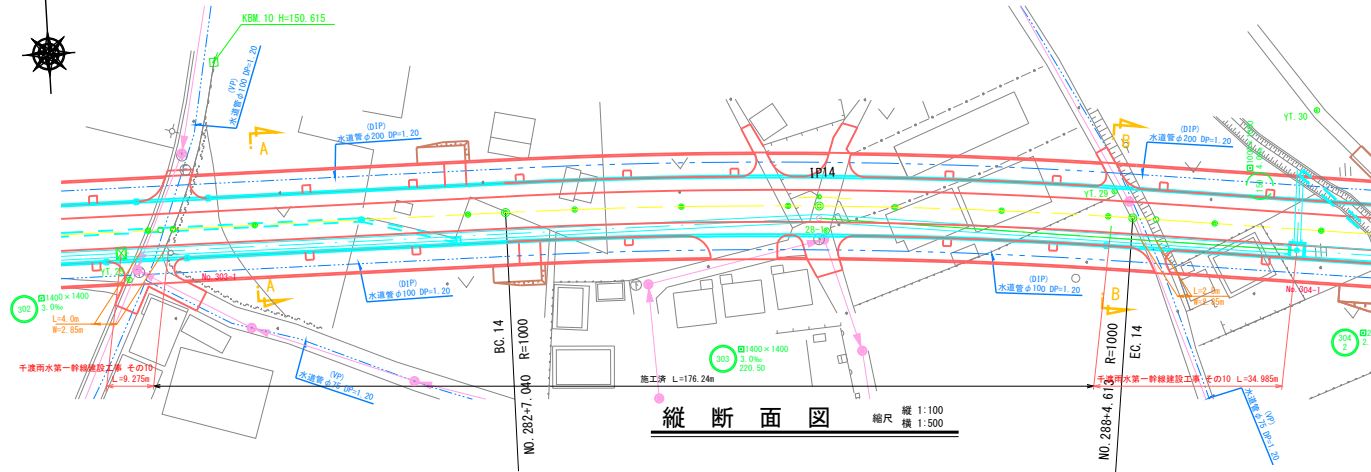 KBM.10 H=150.615
(VP)
水道管φ100 DP=1.20
(DIP)
水道管φ200 DP=1.20
A
IP14
B
(DIP)
水道管φ200 DP=1.20
YT.30
YT.29
28-1
No.303-1
A
(DIP)
水道管φ100 DP=1.20
(DIP)
水道管φ100 DP=1.20
B
No.304-1
302
1400×1400
3.0‰
L=4.0m
W=2.85m
303
1400×1400
3.0‰
220.50
304
2
千渡雨水第一幹線建設工事 その10
L=9.275m
(VP)
水道管φ75 DP=1.20
BC.14
NO.282+7.040
R=1000
施工済 L=176.24m
R=1000
EC.14
NO.288+4.613
千渡雨水第一幹線建設工事 その10 L=34.985m
(VP)
水道管φ75 DP=1.20
縦断面図
縮尺
縦 1:100
横 1:500